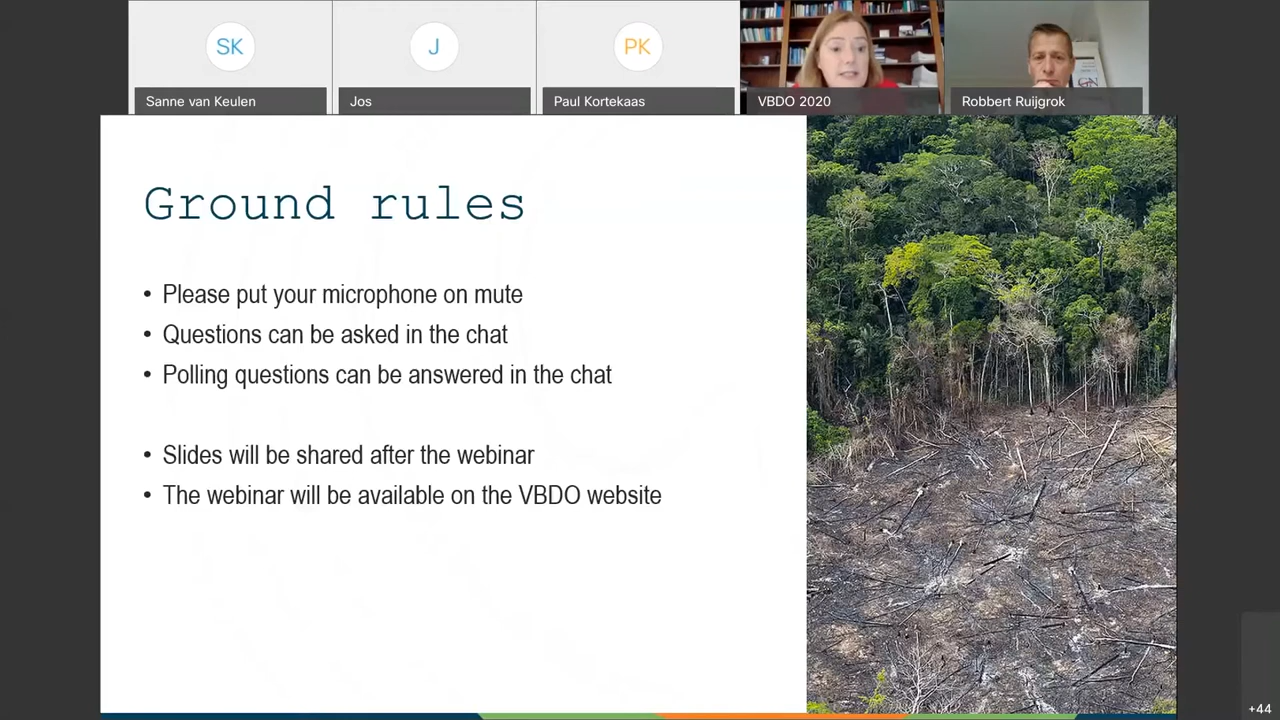 SK
J
PK
Sanne van Keulen
Jos
Paul Kortekaas
VBDO 2020
Robbert Ruijgrok
Ground rules
• Please put your microphone on mute
• Questions can be asked in the chat
• Polling questions can be answered in the chat
• Slides will be shared after the webinar
• The webinar will be available on the VBDO website
+44